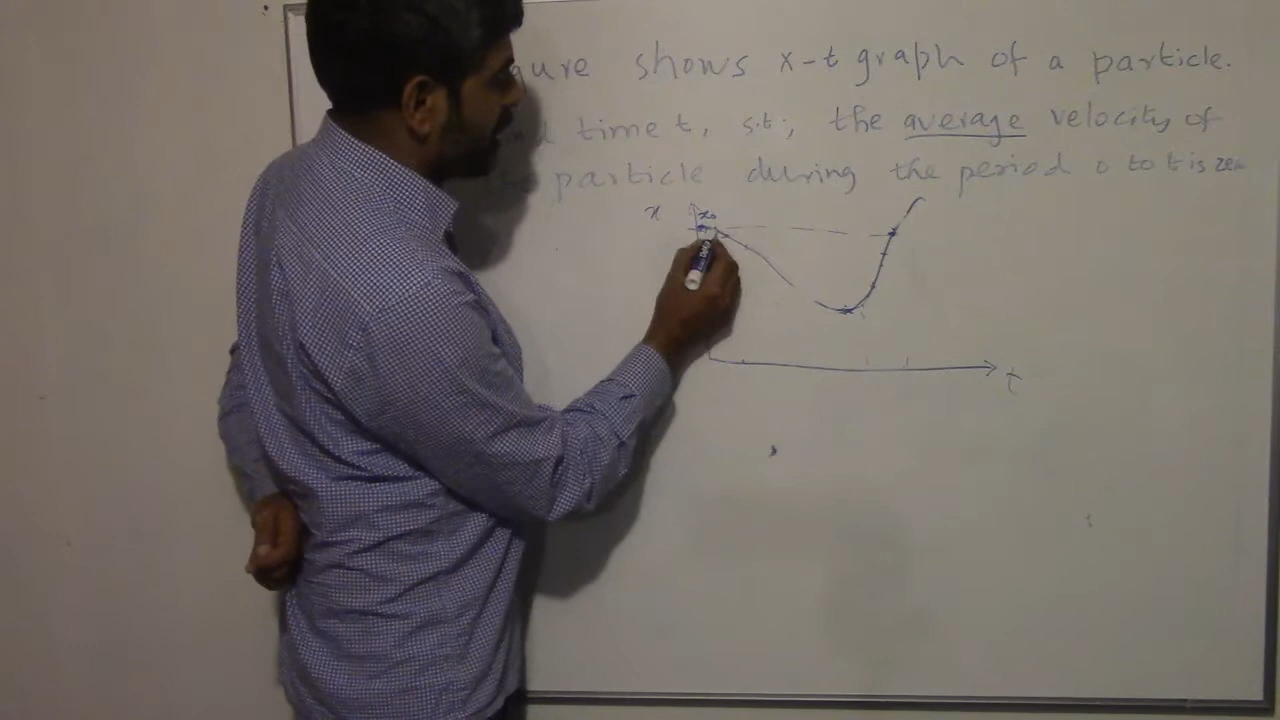 gure shows x-t graph of a particle.
time t, s.t; the average velocity of
particle during the period 0 to t is zero
x
x₀
t